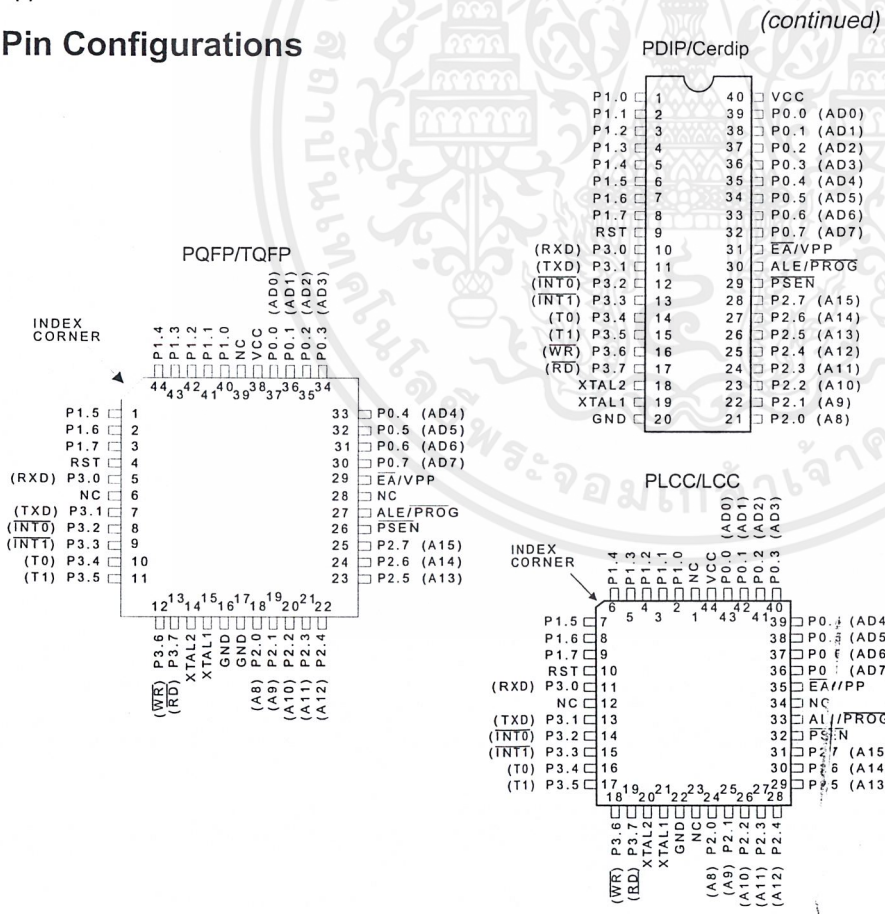 (continued)
Pin Configurations
PDIP/Cerdip
P1.0 1 40 VCC
P1.1 2 39 P0.0 (AD0)
P1.2 3 38 P0.1 (AD1)
P1.3 4 37 P0.2 (AD2)
P1.4 5 36 P0.3 (AD3)
P1.5 6 35 P0.4 (AD4)
P1.6 7 34 P0.5 (AD5)
P1.7 8 33 P0.6 (AD6)
RST 9 32 P0.7 (AD7)
(RXD) P3.0 10 31 EA/VPP
(TXD) P3.1 11 30 ALE/PROG
(INT0) P3.2 12 29 PSEN
(INT1) P3.3 13 28 P2.7 (A15)
(T0) P3.4 14 27 P2.6 (A14)
(T1) P3.5 15 26 P2.5 (A13)
(WR) P3.6 16 25 P2.4 (A12)
(RD) P3.7 17 24 P2.3 (A11)
XTAL2 18 23 P2.2 (A10)
XTAL1 19 22 P2.1 (A9)
GND 20 21 P2.0 (A8)
PQFP/TQFP
INDEX
CORNER
P1.4
P1.3
P1.2
P1.1
P1.0
NC
VCC
P0.0 (AD0)
P0.1 (AD1)
P0.2 (AD2)
P0.3 (AD3)
44 43 42 41 40 39 38 37 36 35 34
P1.5 1 33 P0.4 (AD4)
P1.6 2 32 P0.5 (AD5)
P1.7 3 31 P0.6 (AD6)
RST 4 30 P0.7 (AD7)
(RXD) P3.0 5 29 EA/VPP
NC 6 28 NC
(TXD) P3.1 7 27 ALE/PROG
(INT0) P3.2 8 26 PSEN
(INT1) P3.3 9 25 P2.7 (A15)
(T0) P3.4 10 24 P2.6 (A14)
(T1) P3.5 11 23 P2.5 (A13)
12 13 14 15 16 17 18 19 20 21 22
(WR) P3.6
(RD) P3.7
XTAL2
XTAL1
GND
GND
(A8) P2.0
(A9) P2.1
(A10) P2.2
(A11) P2.3
(A12) P2.4
PLCC/LCC
INDEX
CORNER
P1.4
P1.3
P1.2
P1.1
P1.0
NC
VCC
P0.0 (AD0)
P0.1 (AD1)
P0.2 (AD2)
P0.3 (AD3)
6 5 4 3 2 1 44 43 42 41 40
P1.5 7 39 (AD4
P1.6 8 38 (AD5
P1.7 9 37 (AD6
RST 10 36 (AD7
(RXD) P3.0 11 35
NC 12 34
(TXD) P3.1 13 33
(INT0) P3.2 14 32
(INT1) P3.3 15 31 (A15
(T0) P3.4 16 30 (A14
(T1) P3.5 17 29 (A13
18 19 20 21 22 23 24 25 26 27 28
(WR) P3.6
(RD) P3.7
XTAL2
XTAL1
GND
NC
(A8) P2.0
(A9) P2.1
(A10) P2.2
(A11) P2.3
(A12) P2.4